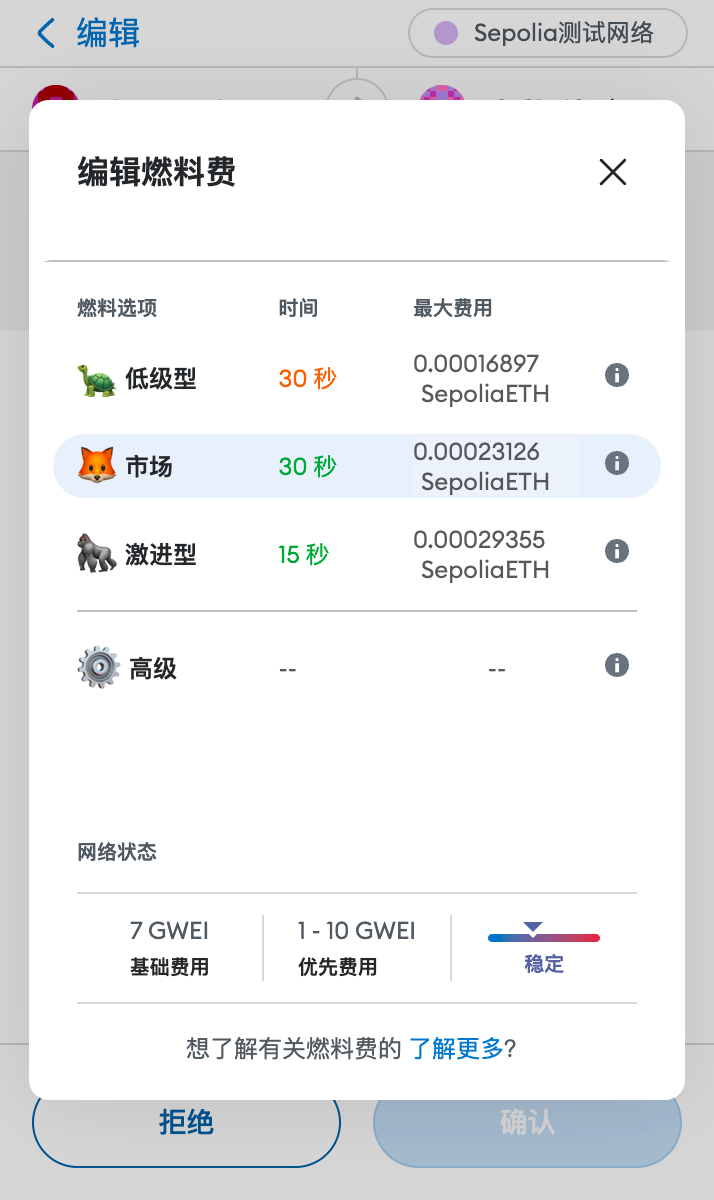 编辑
Sepolia测试网络
编辑燃料费
燃料选项 时间 最大费用
低级型 30 秒 0.00016897
SepoliaETH
市场 30 秒 0.00023126
SepoliaETH
激进型 15 秒 0.00029355
SepoliaETH
高级 -- --
网络状态
7 GWEI 1 - 10 GWEI
基础费用 优先费用 稳定
想了解有关燃料费的 了解更多?
拒绝 确认